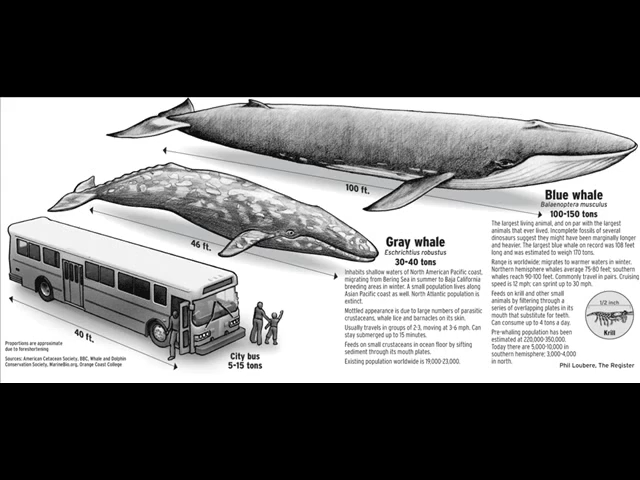 100 ft.
Blue whale
Balaenoptera musculus
100-150 tons
The largest living animal, and on par with the largest
animals that ever lived. Incomplete fossils of several
dinosaurs suggest they might have been marginally longer
and heavier. The largest blue whale on record was 108 feet
long and was estimated to weigh 170 tons.
Range is worldwide; migrates to warmer waters in winter.
Northern hemisphere whales average 75-80 feet; southern
whales reach 90-100 feet. Commonly travel in pairs. Cruising
speed is 12 mph; can sprint up to 30 mph.
Feeds on krill and other small
animals by filtering through a
series of overlapping plates in its
mouth that substitute for teeth.
Can consume up to 4 tons a day.
Pre-whaling population has been
estimated at 220,000-350,000.
Today there are 5,000-10,000 in
southern hemisphere; 3,000-4,000
in north.
1/2 inch
Krill
Phil Loubere, The Register
46 ft.
Gray whale
Eschrichtius robustus
30-40 tons
Inhabits shallow waters of North American Pacific coast,
migrating from Bering Sea in summer to Baja California
breeding areas in winter. A small population lives along
Asian Pacific coast as well. North Atlantic population is
extinct.
Mottled appearance is due to large numbers of parasitic
crustaceans, whale lice and barnacles on its skin.
Usually travels in groups of 2-3, moving at 3-6 mph. Can
stay submerged up to 15 minutes.
Feeds on small crustaceans in ocean floor by sifting
sediment through its mouth plates.
Existing population worldwide is 19,000-23,000.
40 ft.
City bus
5-15 tons
Proportions are approximate
due to foreshortening
Sources: American Cetacean Society, BBC, Whale and Dolphin
Conservation Society, MarineBio.org, Orange Coast College